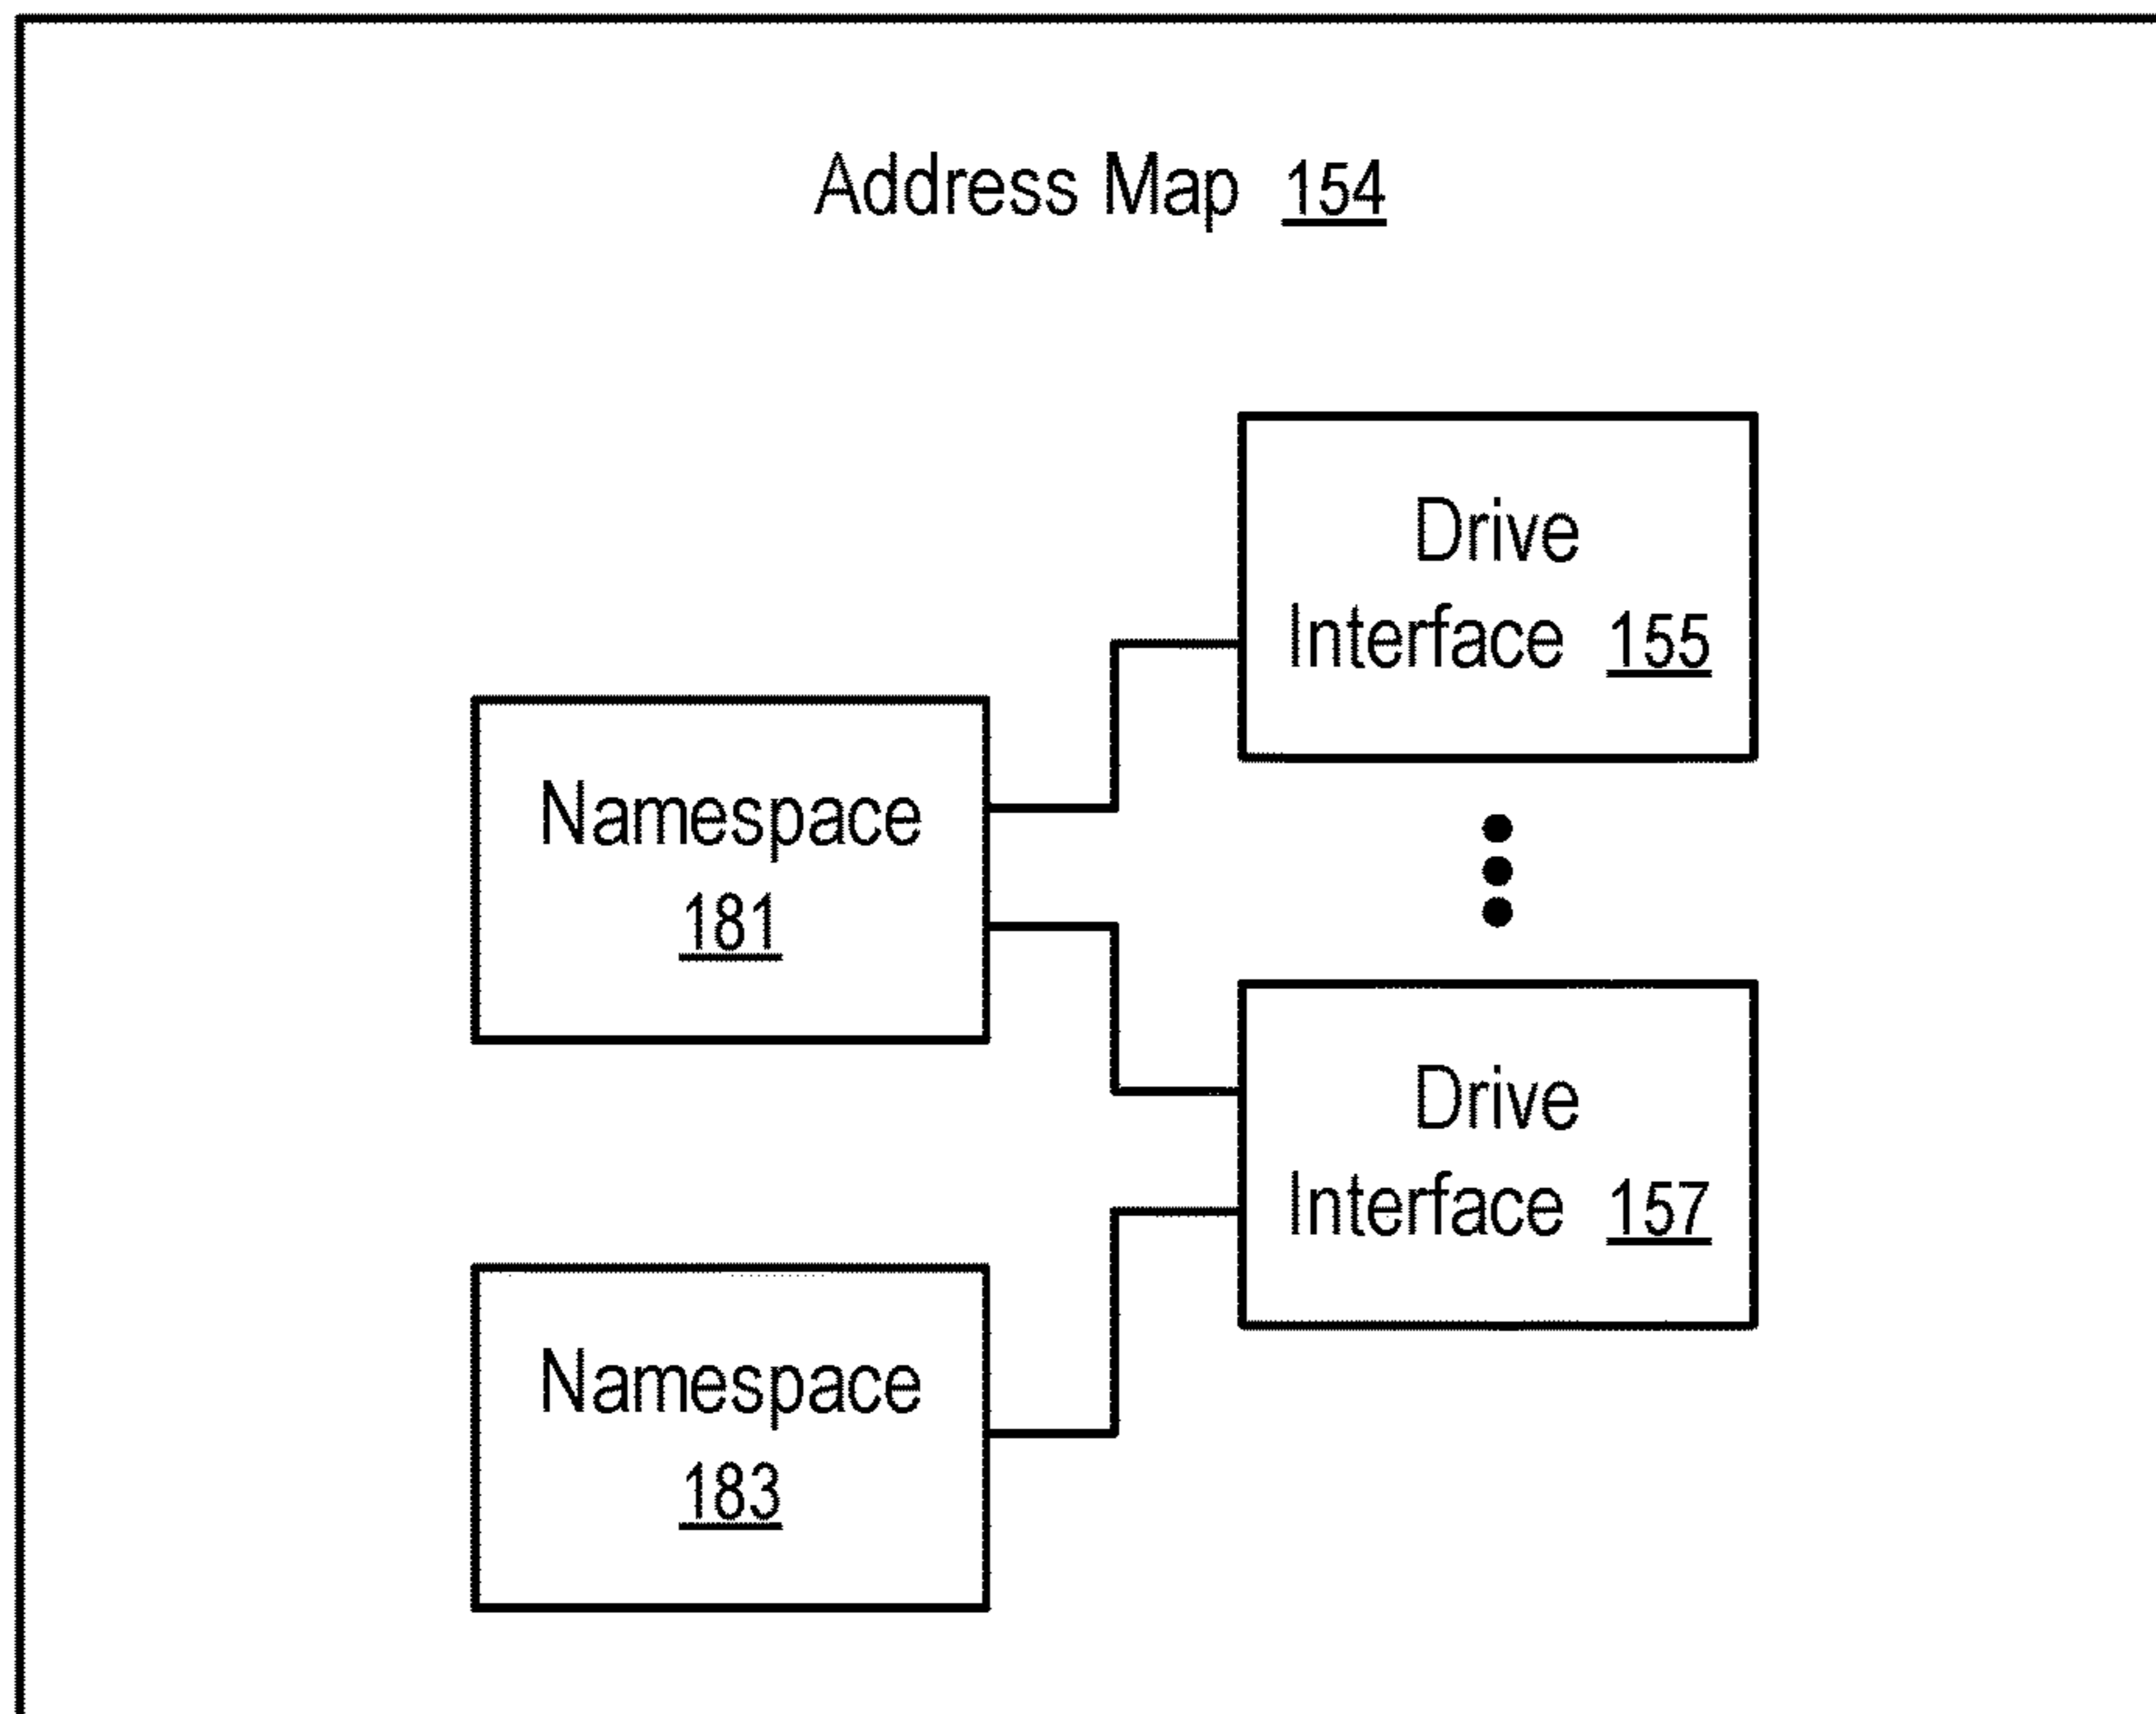 Address Map 154
Drive
Interface 155
Namespace
181
Drive
Interface 157
Namespace
183